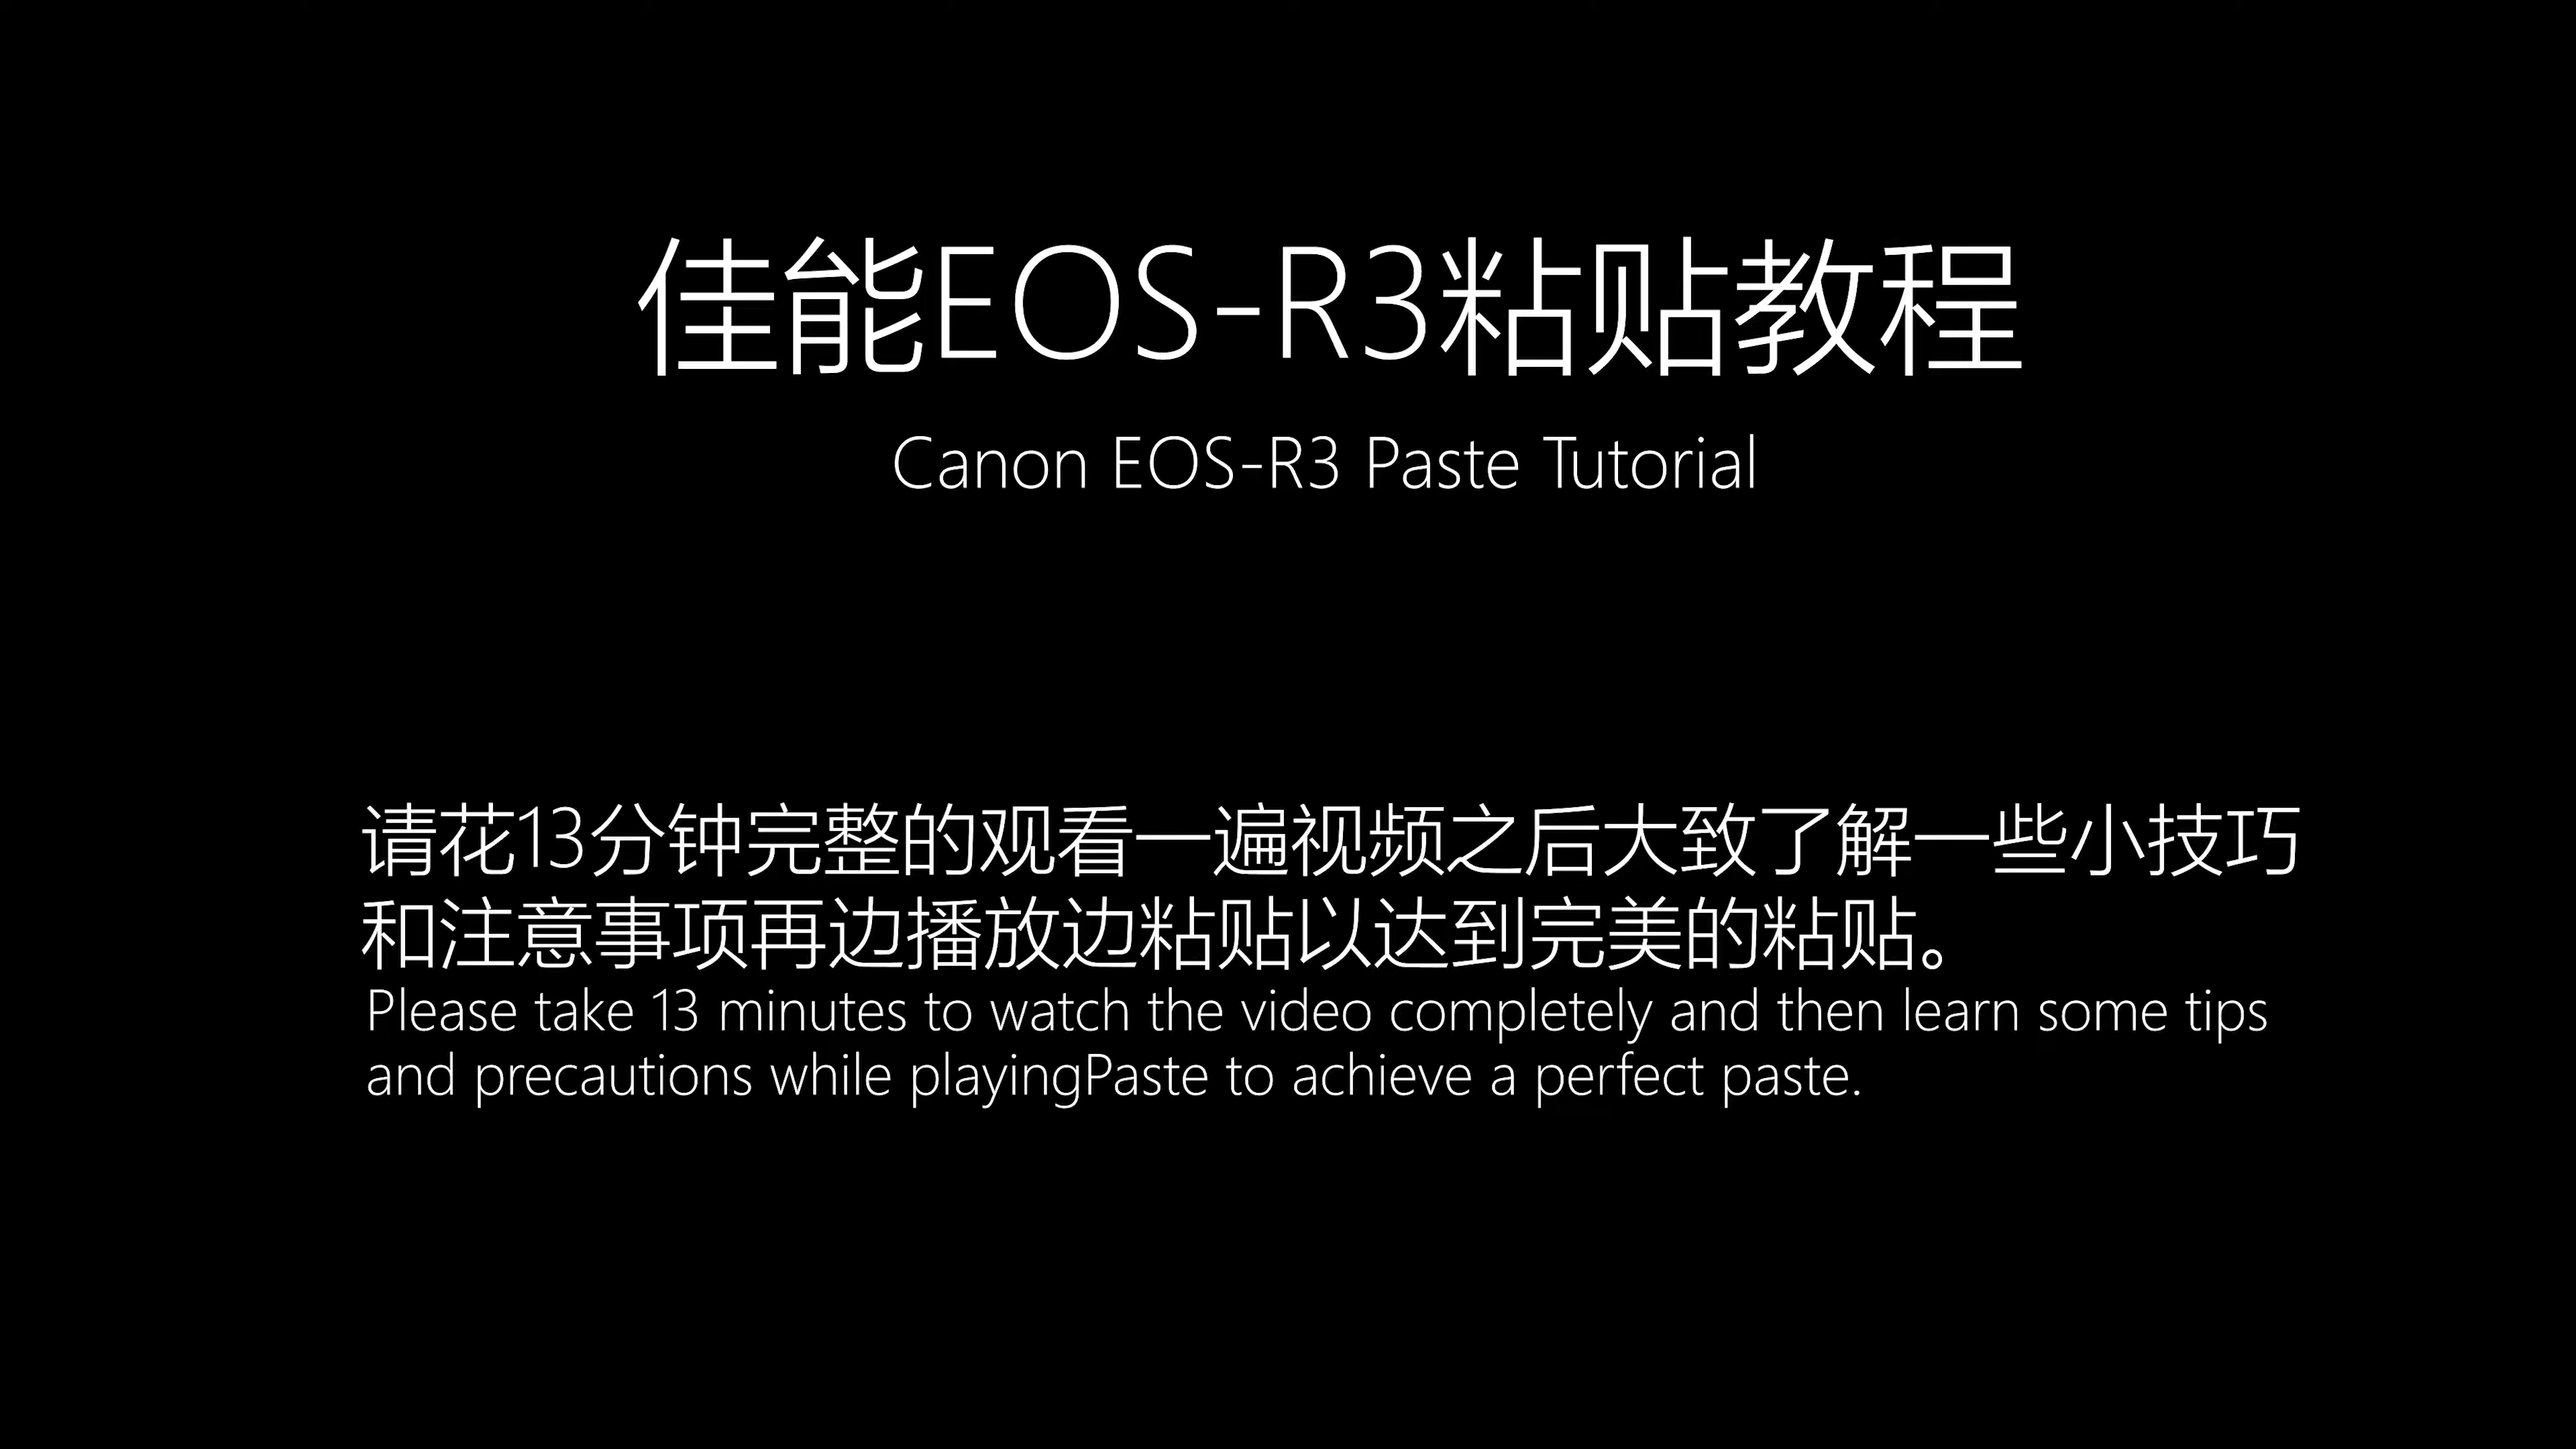 佳能EOS-R3粘贴教程
Canon EOS-R3 Paste Tutorial
请花13分钟完整的观看一遍视频之后大致了解一些小技巧
和注意事项再边播放边粘贴以达到完美的粘贴。
Please take 13 minutes to watch the video completely and then learn some tips
and precautions while playingPaste to achieve a perfect paste.